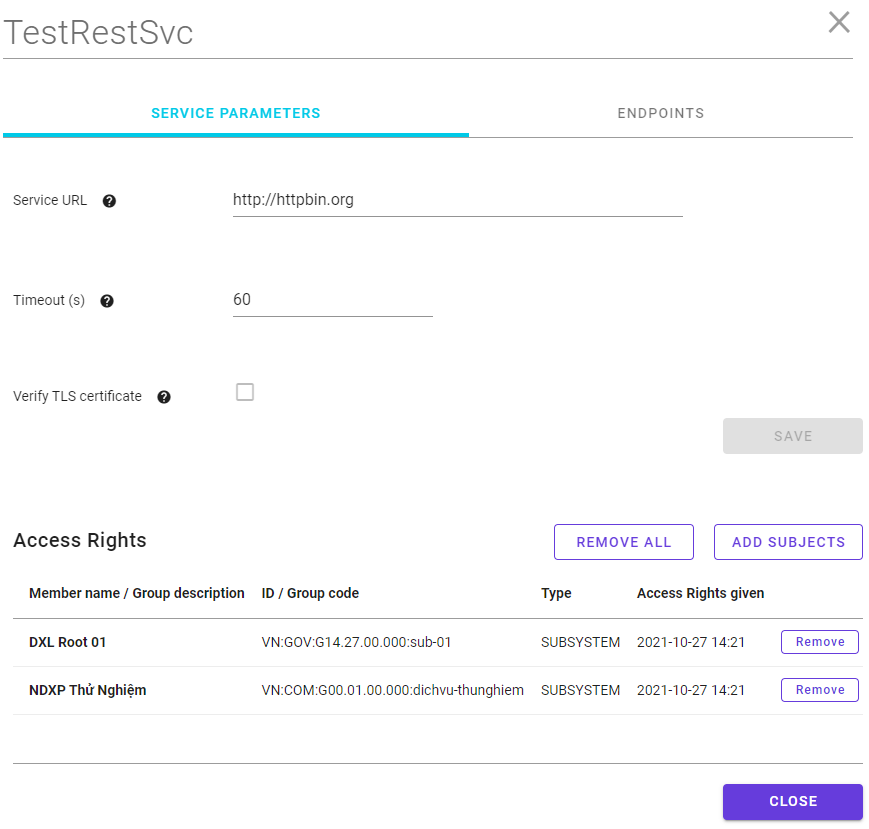 TestRestSvc
SERVICE PARAMETERS ENDPOINTS
Service URL http://httpbin.org
Timeout (s) 60
Verify TLS certificate
SAVE
Access Rights REMOVE ALL ADD SUBJECTS
Member name / Group description ID / Group code Type Access Rights given
DXL Root 01 VN:GOV:G14.27.00.000:sub-01 SUBSYSTEM 2021-10-27 14:21 Remove
NDXP Thử Nghiệm VN:COM:G00.01.00.000:dichvu-thunghiem SUBSYSTEM 2021-10-27 14:21 Remove
CLOSE